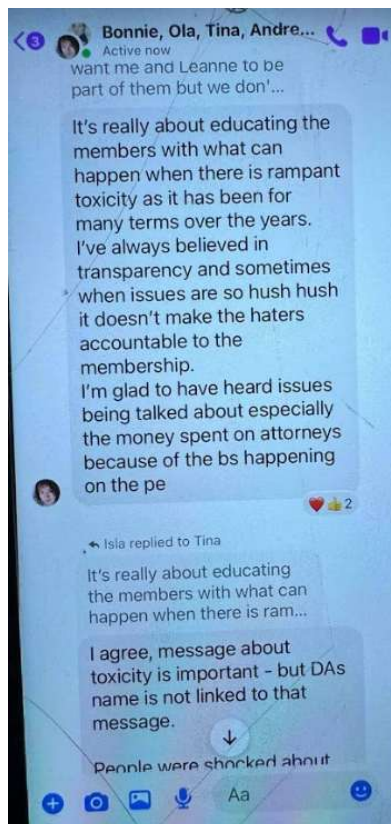 3
Bonnie, Ola, Tina, Andre...
Active now
want me and Leanne to be
part of them but we don'...
It's really about educating the
members with what can
happen when there is rampant
toxicity as it has been for
many terms over the years.
I've always believed in
transparency and sometimes
when issues are so hush hush
it doesn't make the haters
accountable to the
membership.
I'm glad to have heard issues
being talked about especially
the money spent on attorneys
because of the bs happening
on the pe
2
Isla replied to Tina
It's really about educating
the members with what can
happen when there is ram...
I agree, message about
toxicity is important - but DAs
name is not linked to that
message.
People were shocked about
Aa